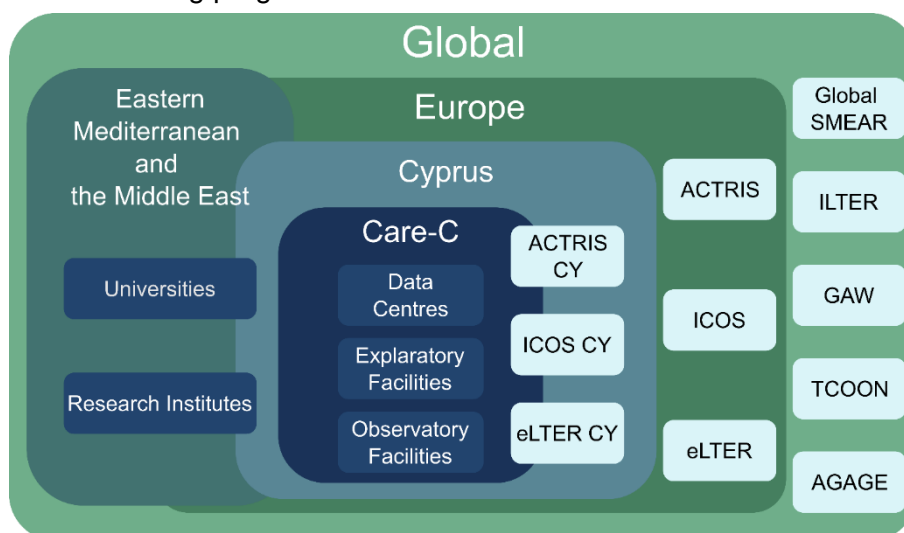 Global
Eastern
Mediterranean
and
the Middle East
Europe
Cyprus
Care-C
Universities
Research Institutes
Data
Centres
Explaratory
Facilities
Observatory
Facilities
ACTRIS
CY
ICOS CY
eLTER CY
ACTRIS
ICOS
eLTER
Global
SMEAR
ILTER
GAW
TCOON
AGAGE